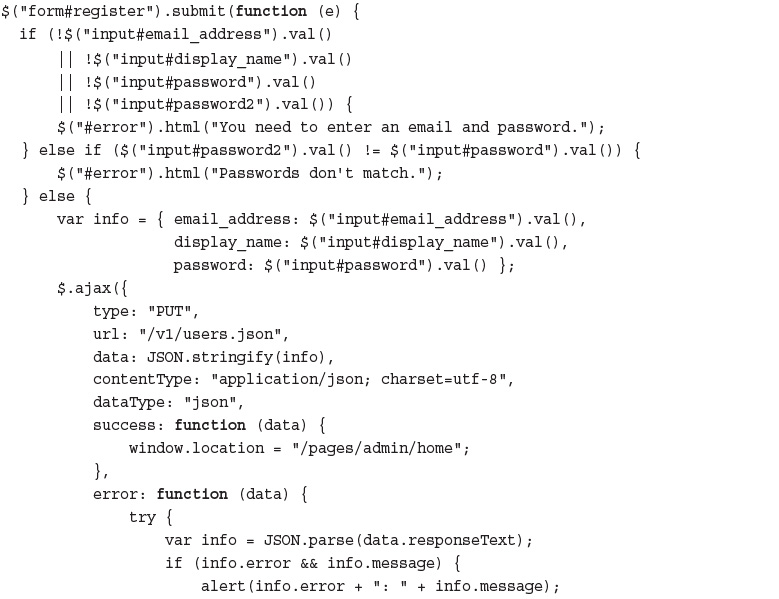 $("form#register").submit(function (e) {
  if (!$("input#email_address").val()
      || !$("input#display_name").val()
      || !$("input#password").val()
      || !$("input#password2").val()) {
      $("#error").html("You need to enter an email and password.");
  } else if ($("input#password2").val() != $("input#password").val()) {
      $("#error").html("Passwords don't match.");
  } else {
      var info = { email_address: $("input#email_address").val(),
                   display_name: $("input#display_name").val(),
                   password: $("input#password").val() };
      $.ajax({
          type: "PUT",
          url: "/v1/users.json",
          data: JSON.stringify(info),
          contentType: "application/json; charset=utf-8",
          dataType: "json",
          success: function (data) {
              window.location = "/pages/admin/home";
          },
          error: function (data) {
              try {
                  var info = JSON.parse(data.responseText);
                  if (info.error && info.message) {
                      alert(info.error + ": " + info.message);